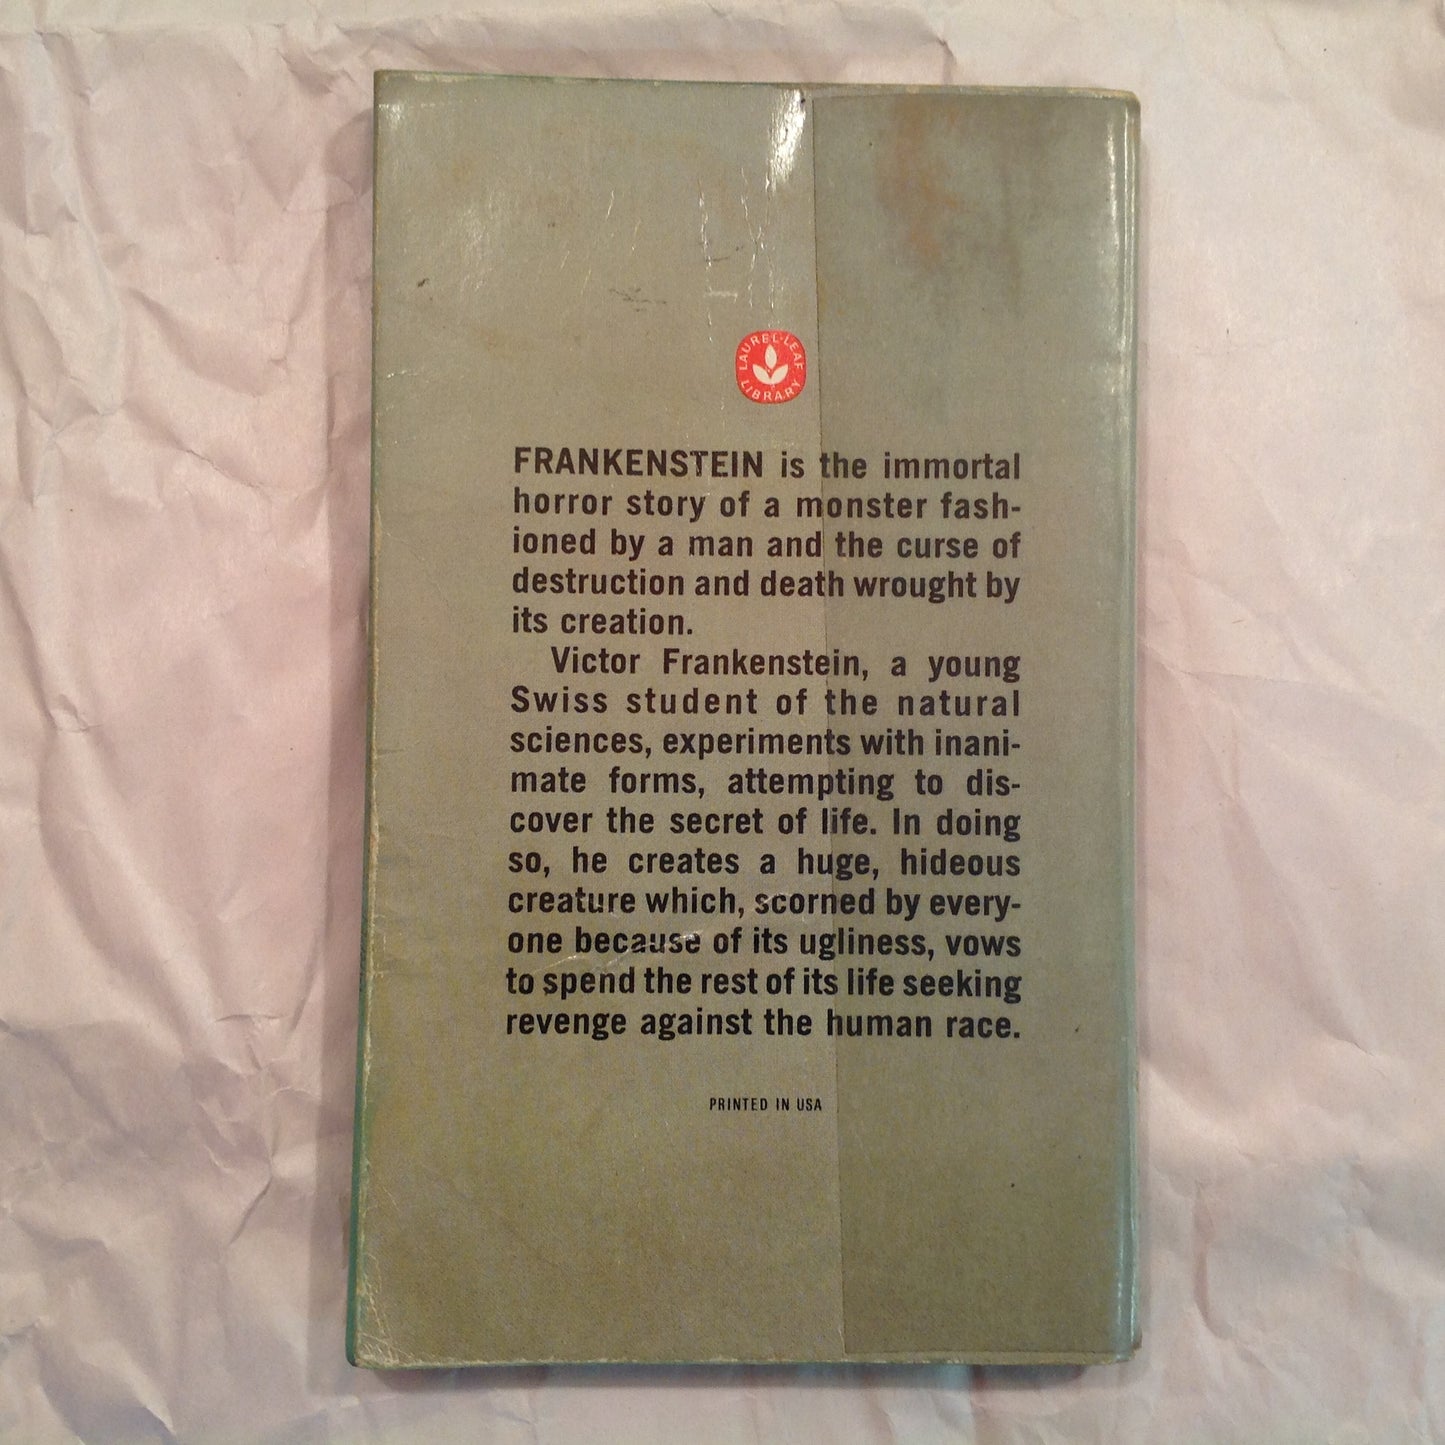 LAUREL-LEAF
LIBRARY
FRANKENSTEIN is the immortal
horror story of a monster fash-
ioned by a man and the curse of
destruction and death wrought by
its creation.
Victor Frankenstein, a young
Swiss student of the natural
sciences, experiments with inani-
mate forms, attempting to dis-
cover the secret of life. In doing
so, he creates a huge, hideous
creature which, scorned by every-
one because of its ugliness, vows
to spend the rest of its life seeking
revenge against the human race.
PRINTED IN USA